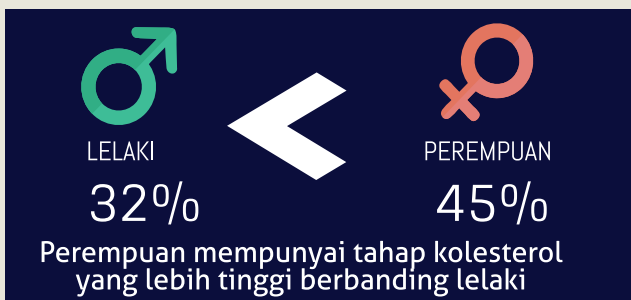 LELAKI
PEREMPUAN
32%
45%
Perempuan mempunyai tahap kolesterol
yang lebih tinggi berbanding lelaki